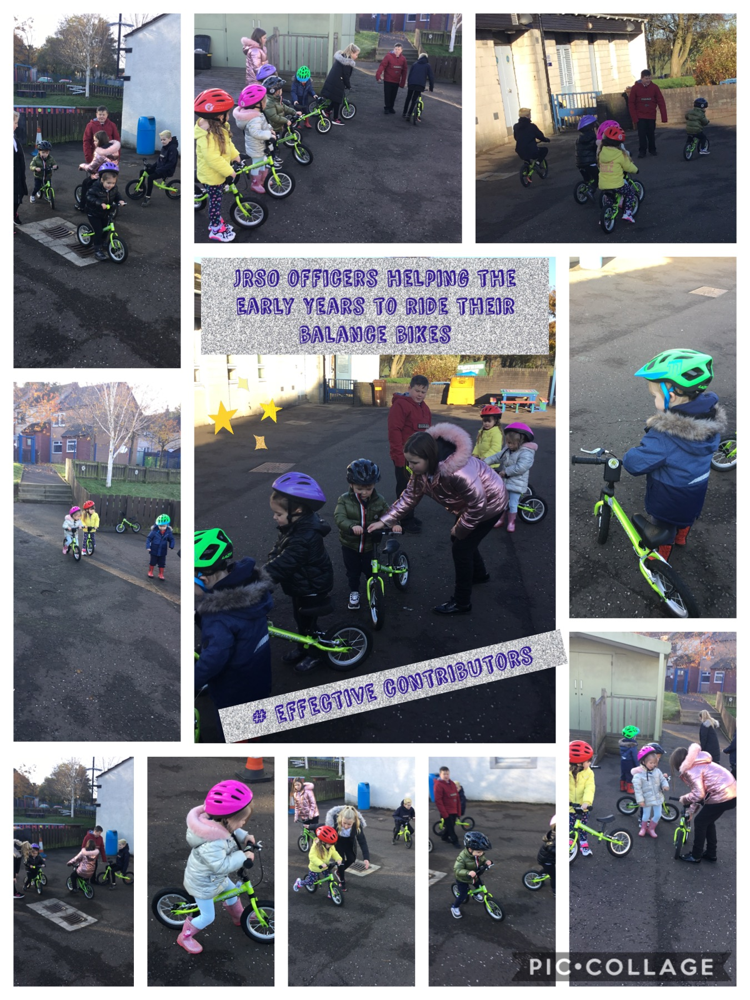 JRSO OFFICERS HELPING THE
EARLY YEARS TO RIDE THEIR
BALANCE BIKES
# EFFECTIVE CONTRIBUTORS
PIC•COLLAGE